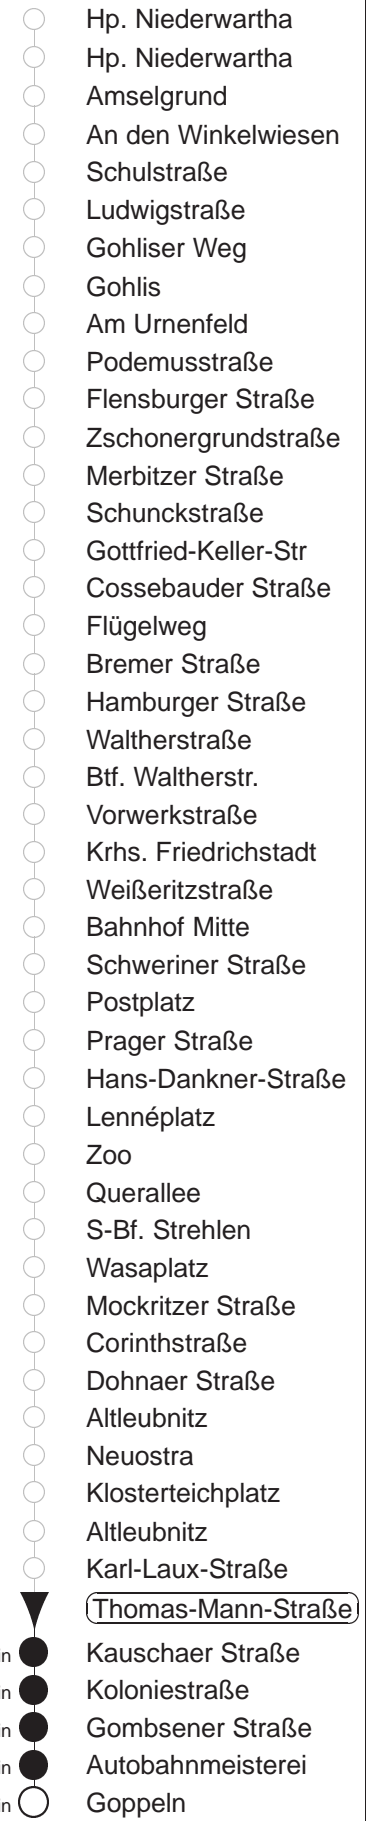 Hp. Niederwartha
Hp. Niederwartha
Amselgrund
An den Winkelwiesen
Schulstraße
Ludwigstraße
Gohliser Weg
Gohlis
Am Urnenfeld
Podemusstraße
Flensburger Straße
Zschonergrundstraße
Merbitzer Straße
Schunckstraße
Gottfried-Keller-Str
Cossebauder Straße
Flügelweg
Bremer Straße
Hamburger Straße
Waltherstraße
Btf. Waltherstr.
Vorwerkstraße
Krhs. Friedrichstadt
Weißeritzstraße
Bahnhof Mitte
Schweriner Straße
Postplatz
Prager Straße
Hans-Dankner-Straße
Lennéplatz
Zoo
Querallee
S-Bf. Strehlen
Wasaplatz
Mockritzer Straße
Corinthstraße
Dohnaer Straße
Altleubnitz
Neuostra
Klosterteichplatz
Altleubnitz
Karl-Laux-Straße
Thomas-Mann-Straße
Kauschaer Straße
Koloniestraße
Gombsener Straße
Autobahnmeisterei
Goppeln